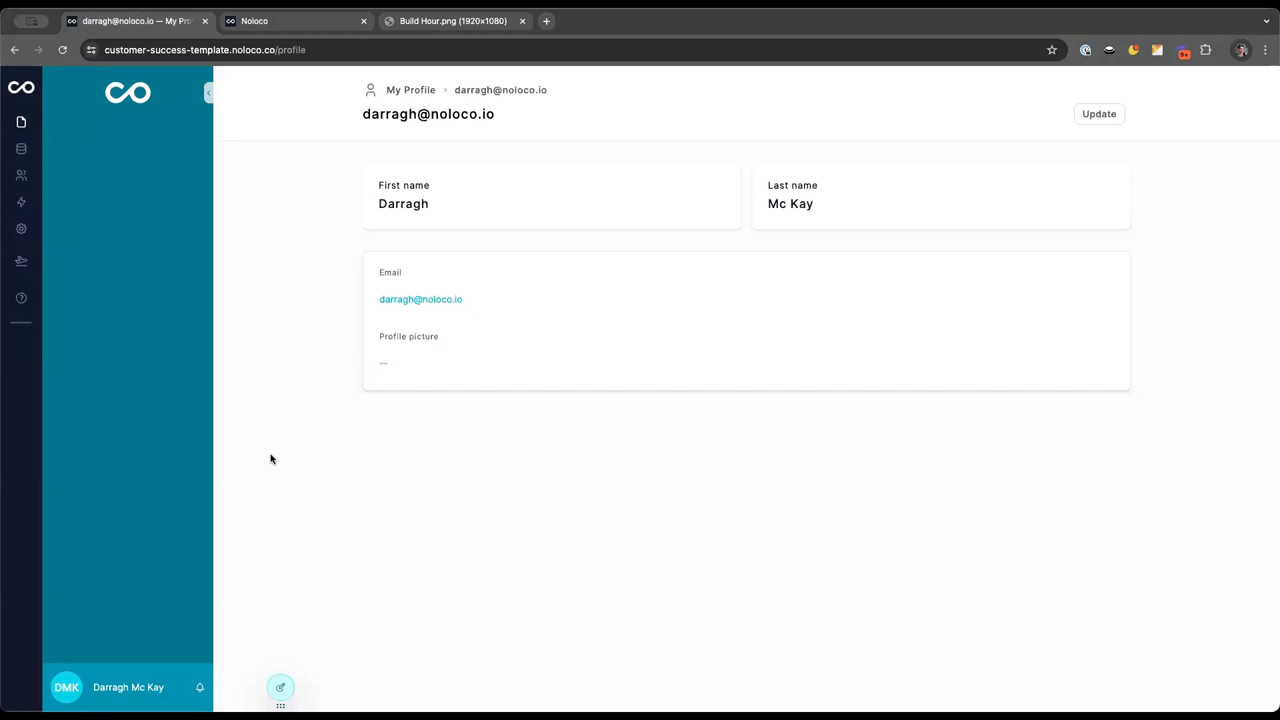 darragh@noloco.io — My Pro
Noloco
Build Hour.png (1920×1080)
customer-success-template.noloco.co/profile
9+
My Profile › darragh@noloco.io
darragh@noloco.io
Update
First name
Darragh
Last name
Mc Kay
Email
darragh@noloco.io
Profile picture
--
DMK
Darragh Mc Kay